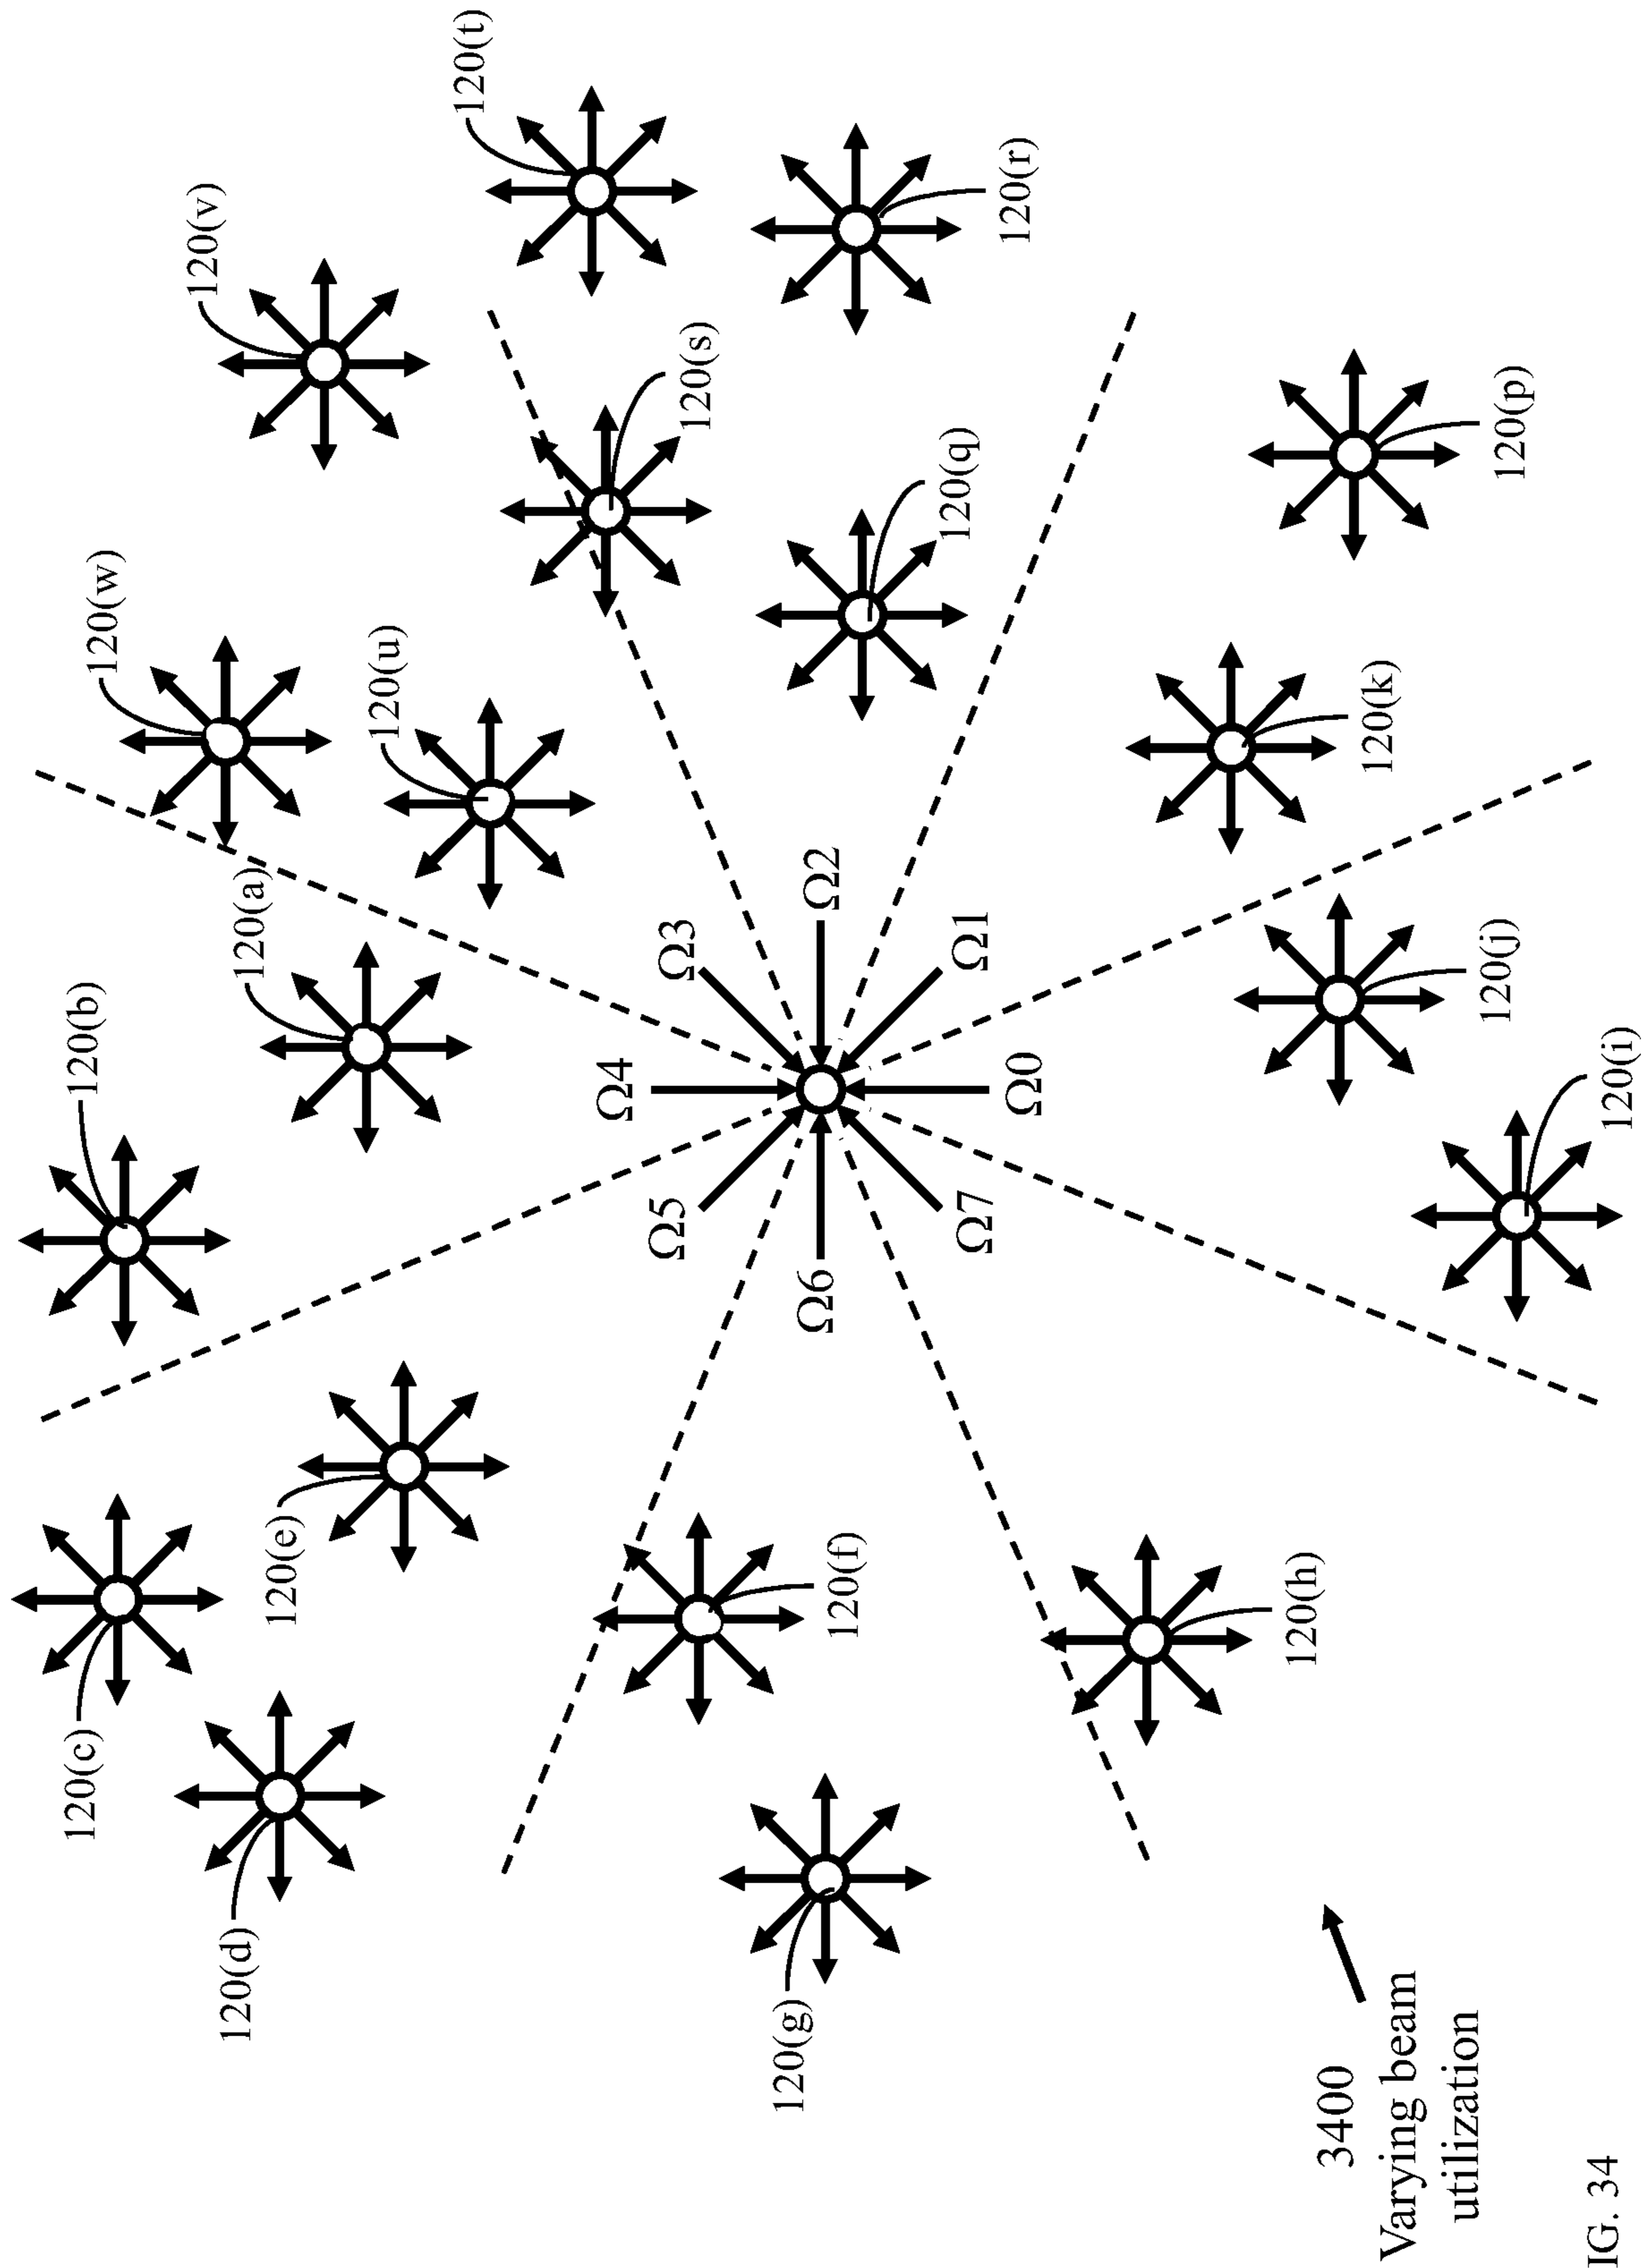 120(c)
120(b)
120(w)
120(v)
120(d)
120(a)
120(e)
120(u)
120(t)
Ω4
Ω5
Ω3
120(s)
120(g)
Ω6
Ω2
120(f)
120(q)
Ω7
Ω1
120(r)
Ω0
120(h)
120(k)
120(j)
120(p)
120(i)
3400
Varying beam
utilization
IG. 34